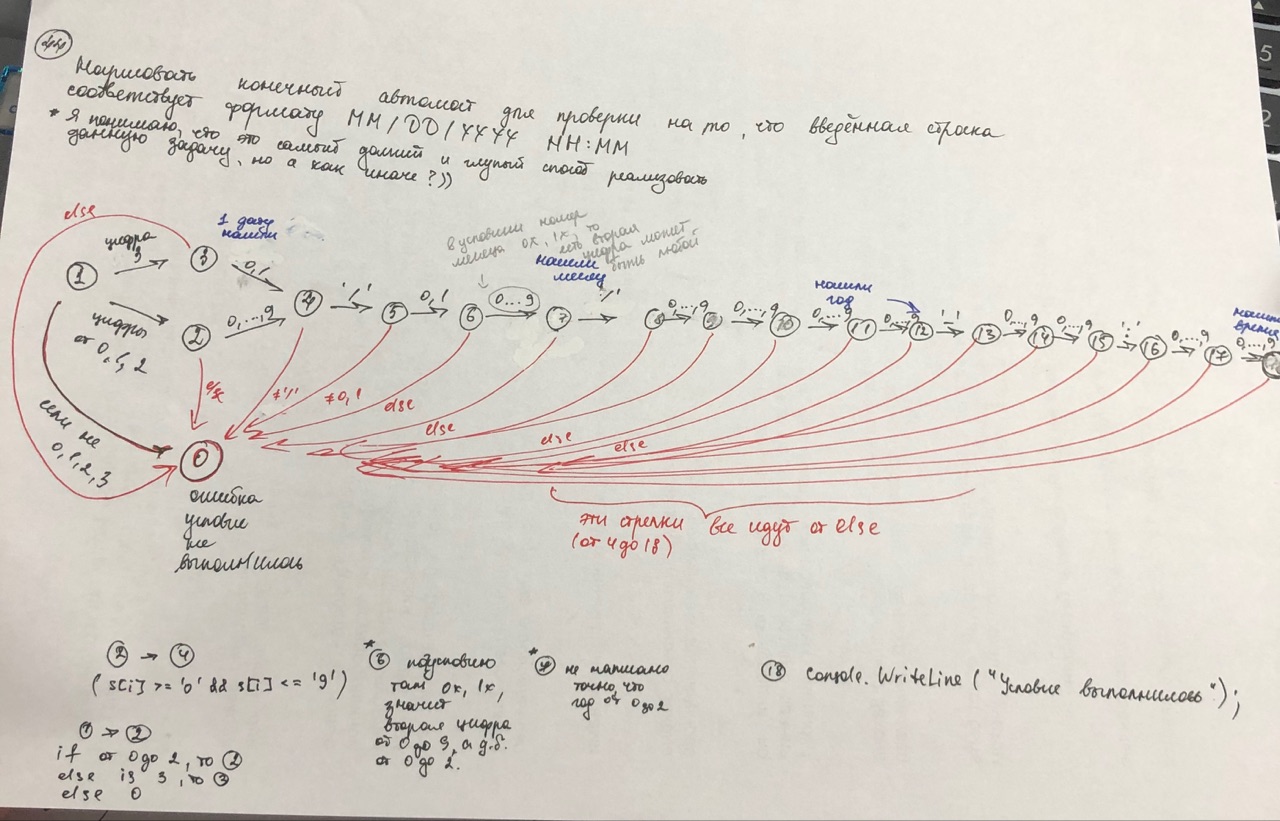 44
Нарисовать конечный автомат для проверки на то, что введённая строка
соответствует формату MM/DD/YYYY HH:MM
* Я понимаю, что это самый долгий и глупый способ реализовать
данную задачу, но а как иначе?))
else
1 дату
нашли
в условии номер
месяца 0x, 1x, то
есть вторая
цифра может
быть любой
нашли
месяц
нашли
год
нашли
время
цифра
3
цифры
от 0, 1, 2
0,1
0,...,9
'/'
0,1
0...9
'/'
0,...,9
0,...,9
0,...,9
0,...,9
' '
0,...,9
0,...,9
':'
0,...,9
0,...,9
1
3
2
4
5
6
7
8
9
10
11
12
13
14
15
16
17
else
≠'/'
≠0,1
else
else
else
else
если не
0,1,2,3
0
ошибка
условие
не
выполнилось
эти стрелки все идут от else
(от 4 до 18)
2 → 4
(s[i] >= '0' && s[i] <= '9')
1 → 2
if от 0 до 2, то 2
else is 3, то 3
else 0
* 6 по условию
там 0x, 1x,
значит
вторая цифра
от 0 до 9, а д.б.
от 0 до 2.
* не написано
точно, что
год от 0 до 2
18 Console.WriteLine("Условие выполнилось");
5